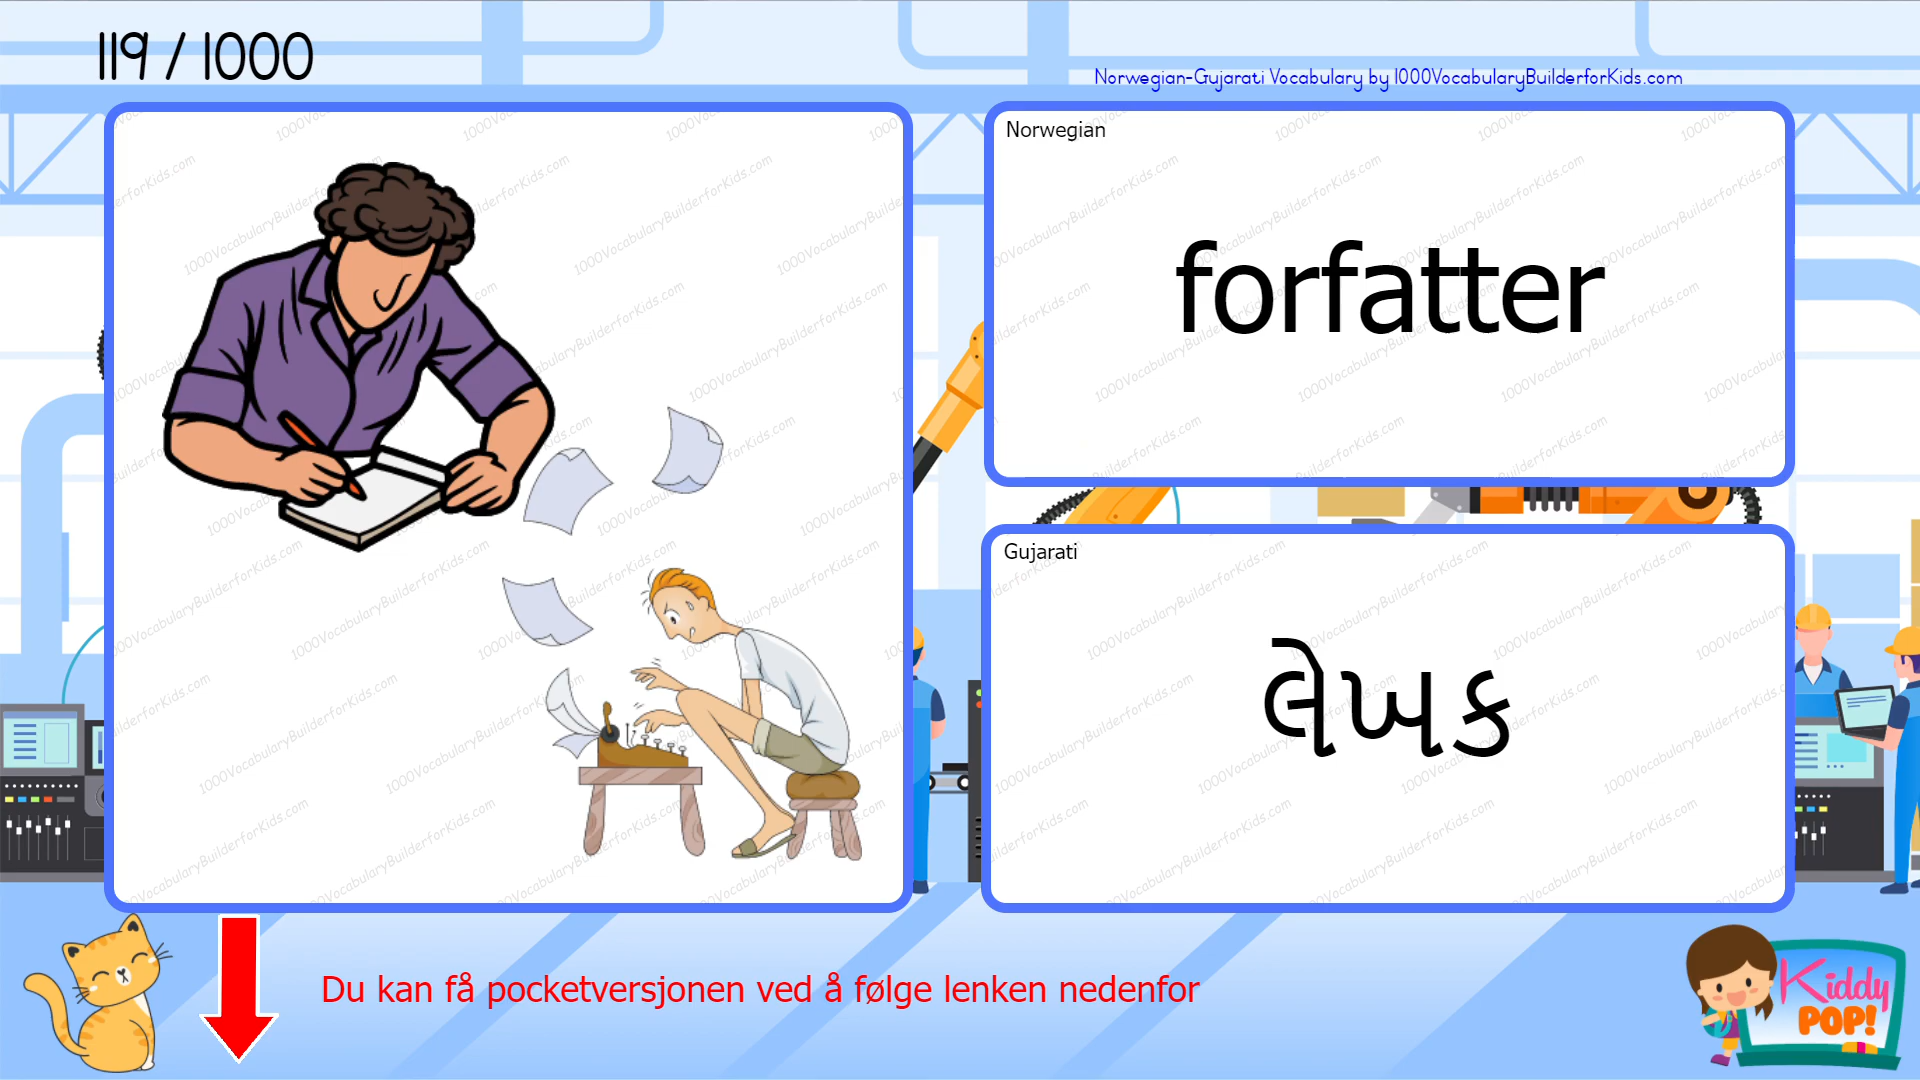 119 / 1000
Norwegian-Gujarati Vocabulary by 1000VocabularyBuilderforKids.com
Norwegian
forfatter
Gujarati
લેખક
Du kan få pocketversjonen ved å følge lenken nedenfor
Kiddy
POP!